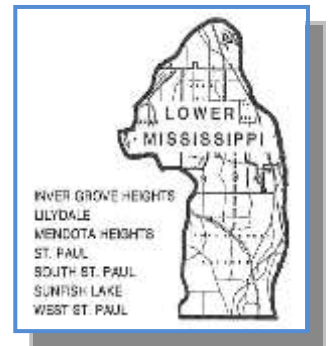 LOWER
MISSISSIPPI
INVER GROVE HEIGHTS
LILYDALE
MENDOTA HEIGHTS
ST. PAUL
SOUTH ST. PAUL
SUNFISH LAKE
WEST ST. PAUL